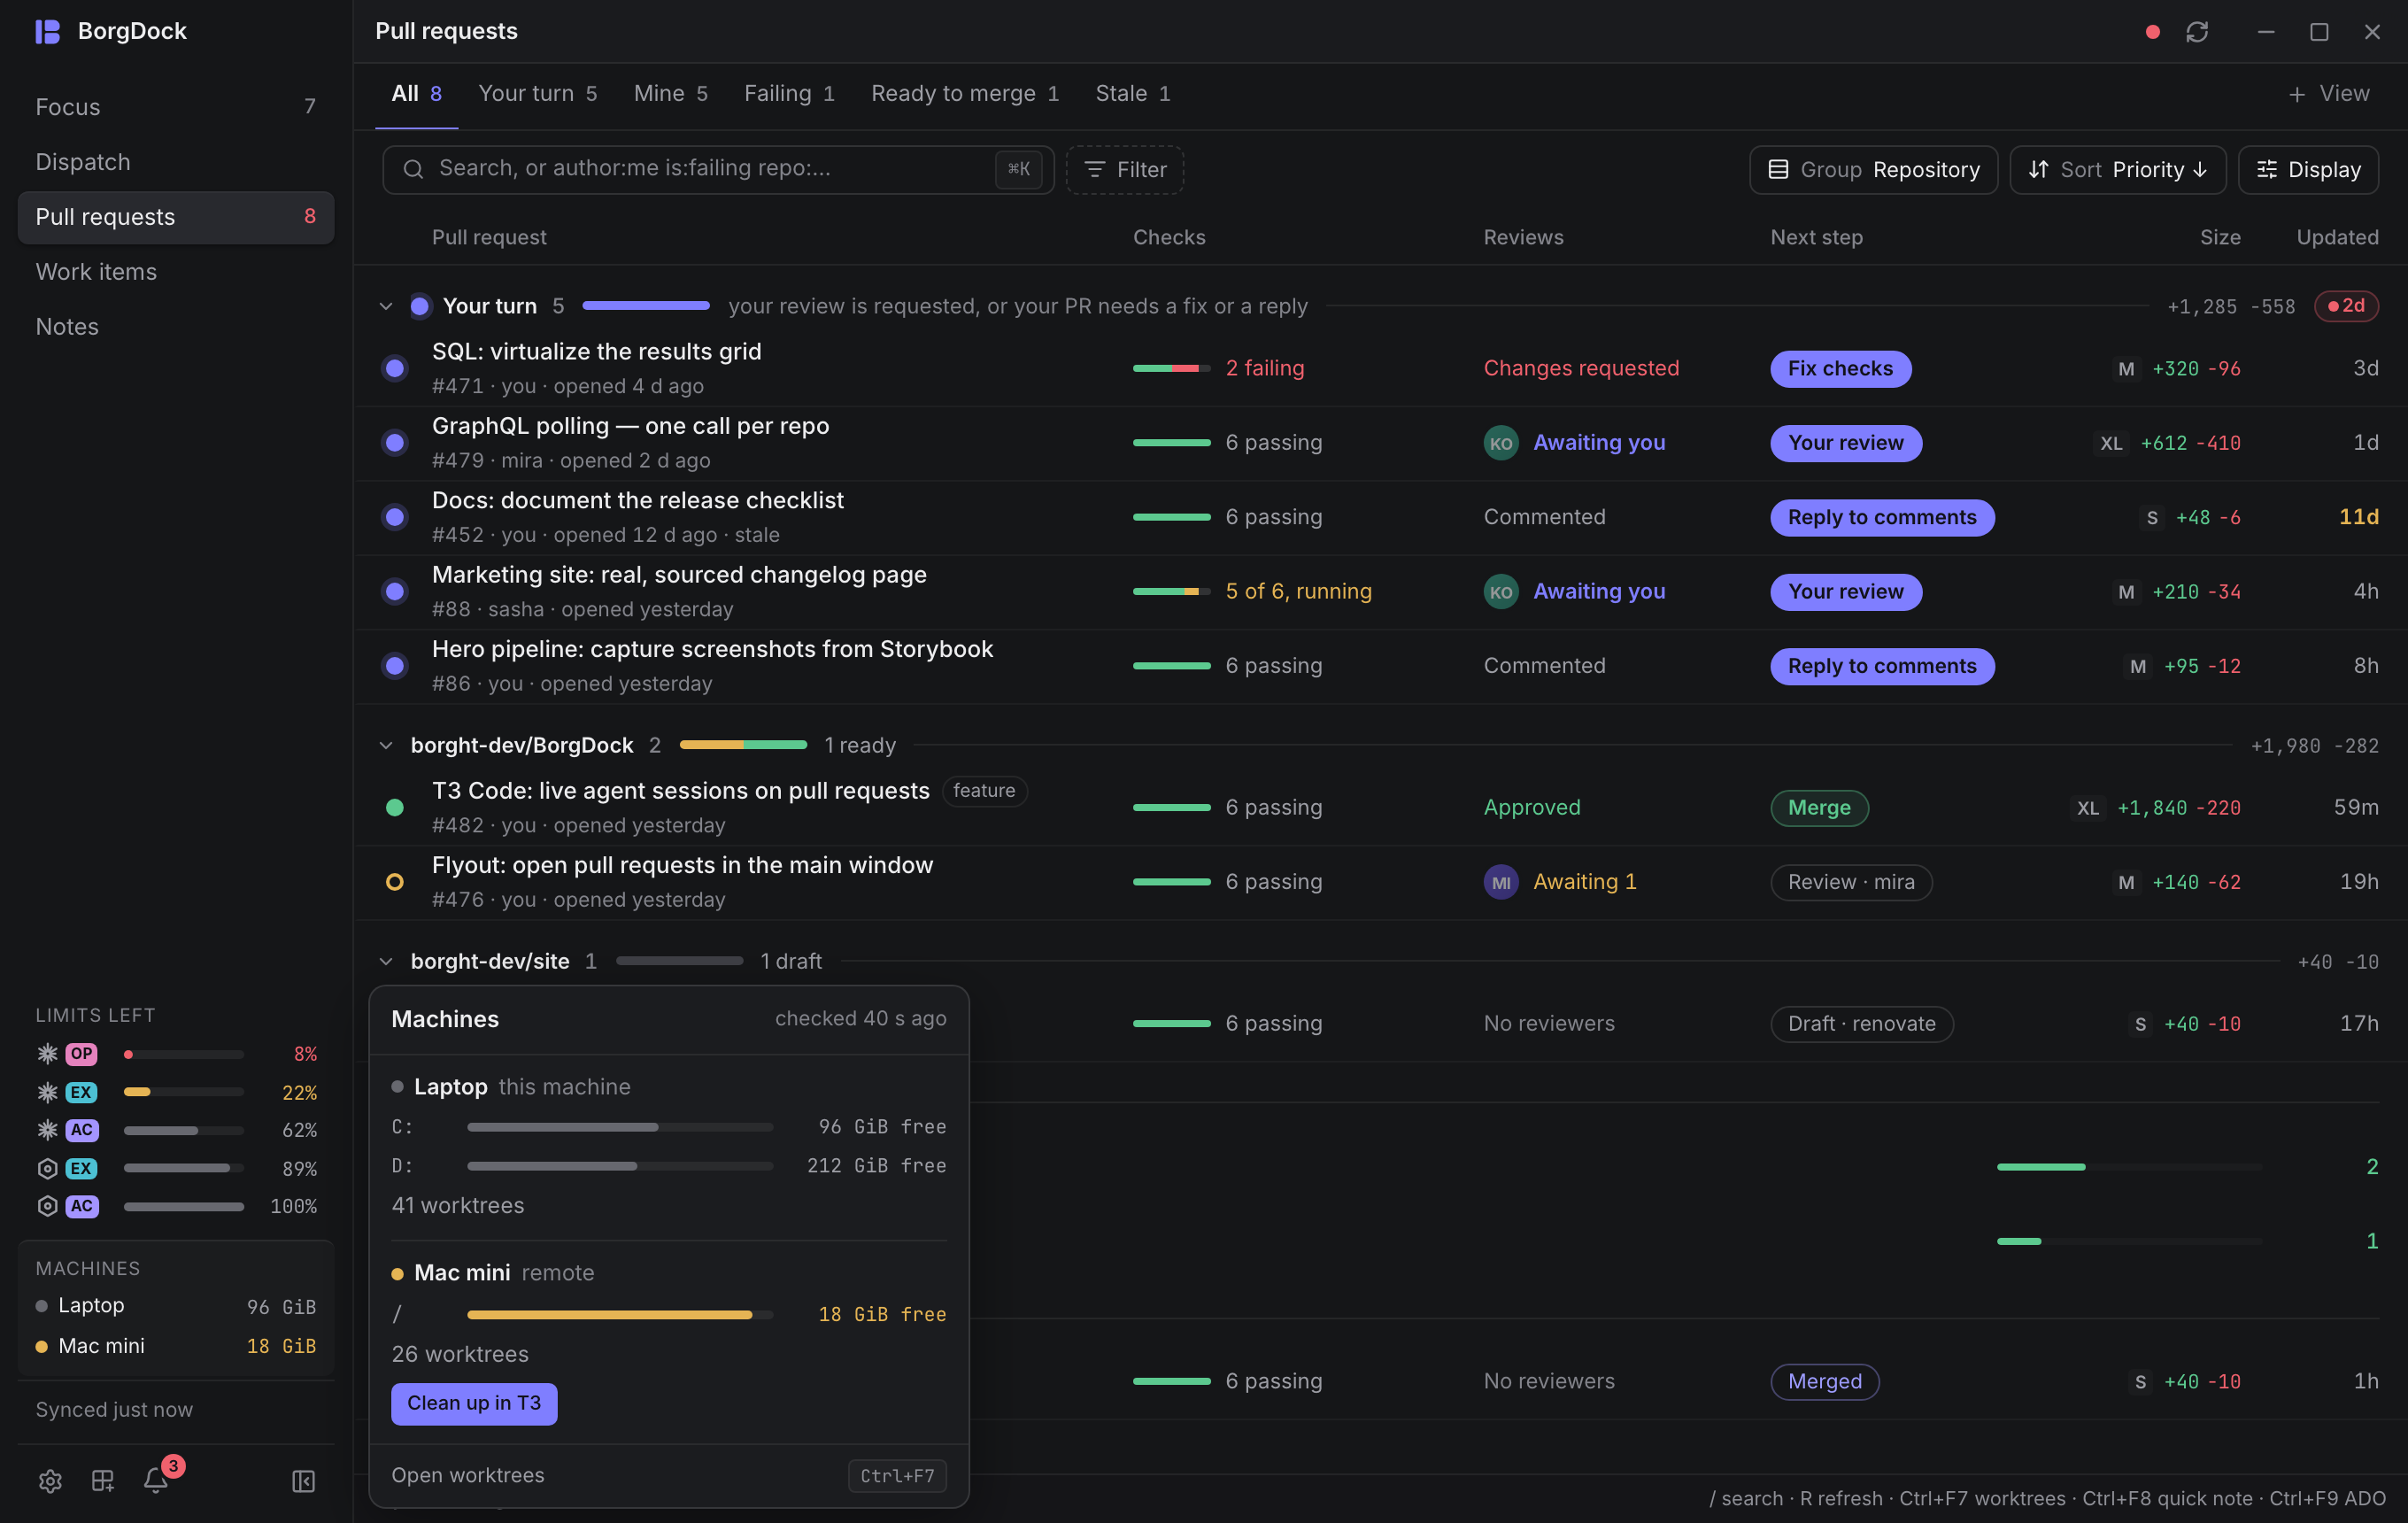 BorgDock
Pull requests
Focus 7
Dispatch
Pull requests 8
Work items
Notes
All 8 Your turn 5 Mine 5 Failing 1 Ready to merge 1 Stale 1 + View
Search, or author:me is:failing repo:... ⌘K Filter Group Repository Sort Priority ↓ Display
Pull request Checks Reviews Next step Size Updated
Your turn 5 your review is requested, or your PR needs a fix or a reply +1,285 -558 2d
SQL: virtualize the results grid
#471 · you · opened 4 d ago
2 failing Changes requested Fix checks M +320 -96 3d
GraphQL polling — one call per repo
#479 · mira · opened 2 d ago
6 passing KO Awaiting you Your review XL +612 -410 1d
Docs: document the release checklist
#452 · you · opened 12 d ago · stale
6 passing Commented Reply to comments S +48 -6 11d
Marketing site: real, sourced changelog page
#88 · sasha · opened yesterday
5 of 6, running KO Awaiting you Your review M +210 -34 4h
Hero pipeline: capture screenshots from Storybook
#86 · you · opened yesterday
6 passing Commented Reply to comments M +95 -12 8h
borght-dev/BorgDock 2 1 ready +1,980 -282
T3 Code: live agent sessions on pull requests feature
#482 · you · opened yesterday
6 passing Approved Merge XL +1,840 -220 59m
Flyout: open pull requests in the main window
#476 · you · opened yesterday
6 passing MI Awaiting 1 Review · mira M +140 -62 19h
borght-dev/site 1 1 draft +40 -10
6 passing No reviewers Draft · renovate S +40 -10 17h
2
1
6 passing No reviewers Merged S +40 -10 1h
LIMITS LEFT
OP 8%
EX 22%
AC 62%
EX 89%
AC 100%
MACHINES
Laptop 96 GiB
Mac mini 18 GiB
Synced just now
3
Machines checked 40 s ago
Laptop this machine
C: 96 GiB free
D: 212 GiB free
41 worktrees
Mac mini remote
/ 18 GiB free
26 worktrees
Clean up in T3
Open worktrees Ctrl+F7
/ search · R refresh · Ctrl+F7 worktrees · Ctrl+F8 quick note · Ctrl+F9 ADO